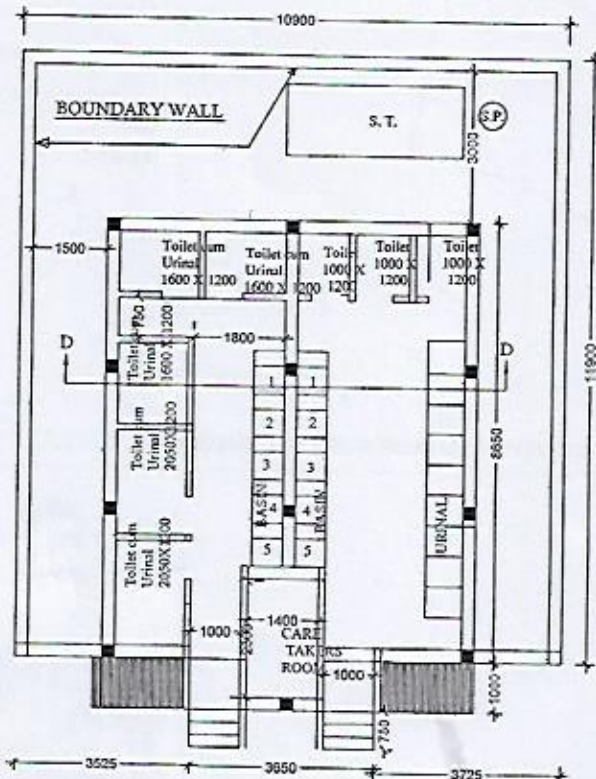 10900
BOUNDARY WALL
S. T.
S.P.
3000
11900
1500
Toilet cum
Urinal
1600 X 1200
Toilet cum
Urinal
1600 X 1200
Toilet
1000 X
1200
Toilet
1000 X
1200
Toilet
1000 X
1200
1800
D
D
Toilet cum
Urinal
1600 X 1200
Toilet cum
Urinal
2050X1200
Toilet cum
Urinal
2050X1200
1
2
3
4
5
BASIN
1
2
3
4
5
BASIN
URINAL
8650
1400
1000
CARE
TAKERS'
ROOM
1000
1000
750
3525
3650
3725